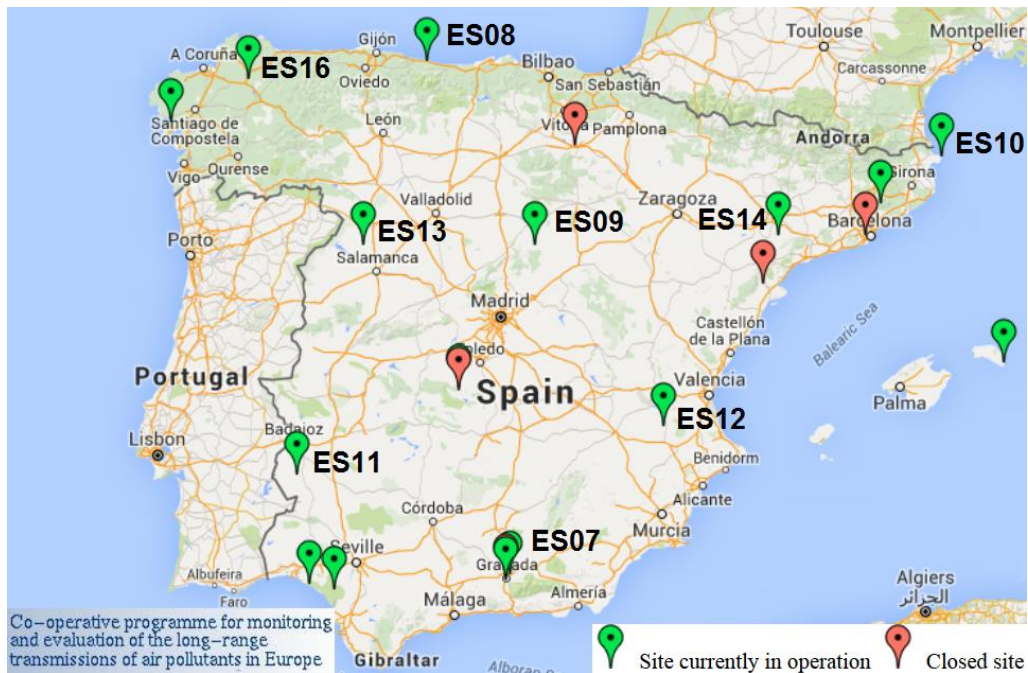 Toulouse
Montpellier
Gijón
ES08
A Coruña
ES16
Bilbao
Oviedo
San Sebastián
Carcassonne
Santiago de
Compostela
León
Vitoria
Pamplona
Andorra
ES10
Vigo
Ourense
Girona
Valladolid
Zaragoza
ES14
Barcelona
Porto
ES13
ES09
Salamanca
Madrid
Castellón
de la Plana
Balearic Sea
Toledo
Portugal
Spain
Valencia
Palma
ES12
Badajoz
Lisbon
ES11
Benidorm
Alicante
Córdoba
Murcia
ES07
Seville
Granada
Albufeira
Faro
Málaga
Almería
Algiers
الجزائر
Co-operative programme for monitoring
and evaluation of the long-range
transmissions of air pollutants in Europe
Gibraltar
Alboran
Site currently in operation
Closed site